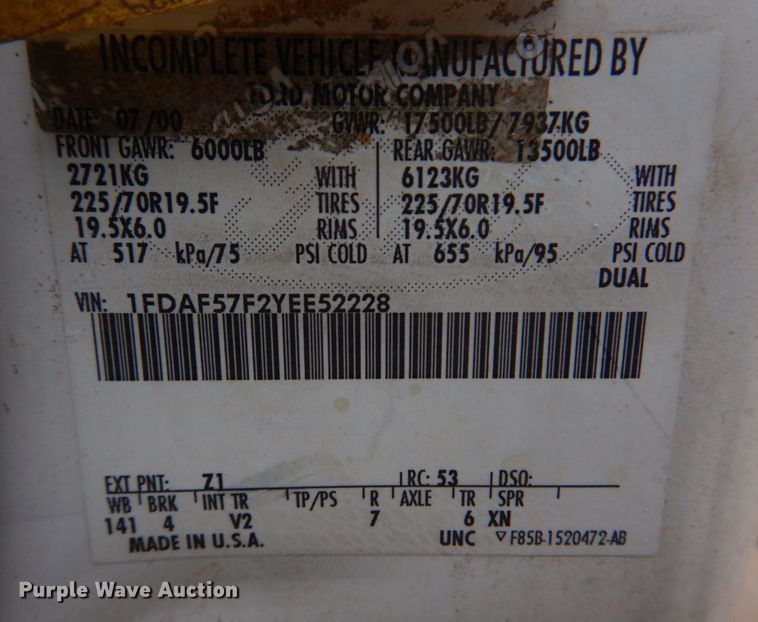 INCOMPLETE VEHICLE MANUFACTURED BY
FORD MOTOR COMPANY
DATE: 07/00 GVWR: 17500LB/7937KG
FRONT GAWR: 6000LB REAR GAWR: 13500LB
2721KG WITH 6123KG WITH
225/70R19.5F TIRES 225/70R19.5F TIRES
19.5X6.0 RIMS 19.5X6.0 RIMS
AT 517 kPa/75 PSI COLD AT 655 kPa/95 PSI COLD
DUAL
VIN: 1FDAF57F2YEE52228
EXT PNT: Z1 RC: 53 DSO:
WB BRK INT TR TP/PS R AXLE TR SPR
141 4 V2 7 6 XN
MADE IN U.S.A. UNC F85B-1520472-AB
Purple Wave Auction